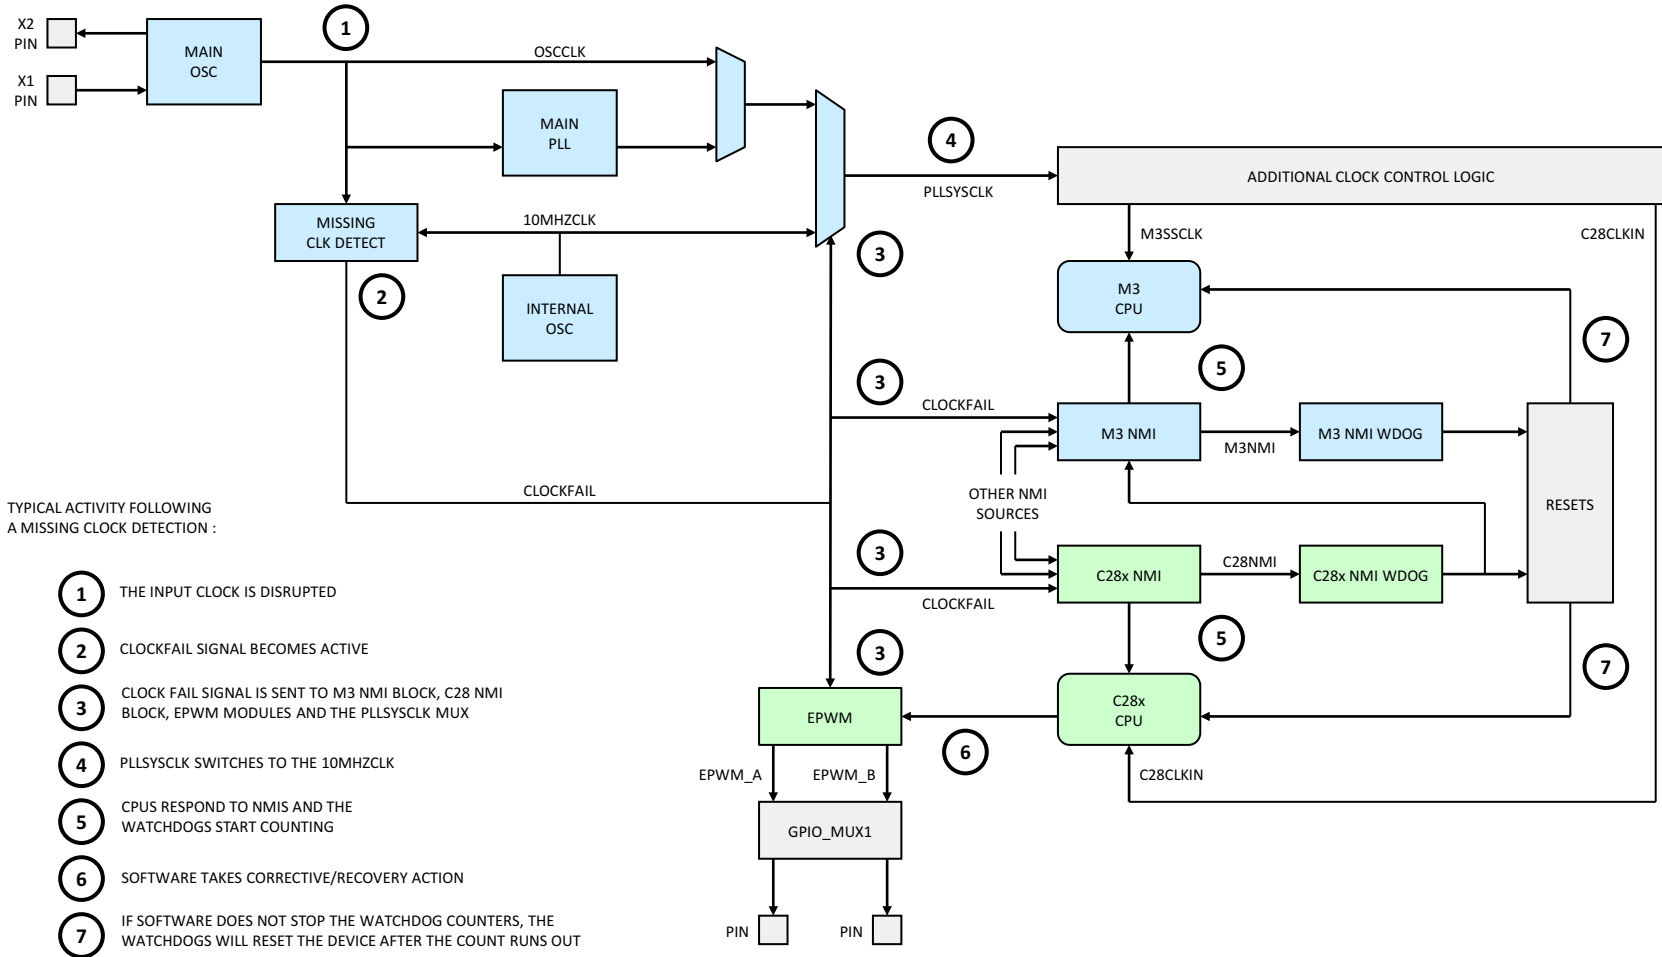 X2
PIN
X1
PIN
MAIN
OSC
1
OSCCLK
MAIN
PLL
4
PLLSYSCLK
ADDITIONAL CLOCK CONTROL LOGIC
MISSING
CLK DETECT
10MHZCLK
3
M3SSCLK
C28CLKIN
2
INTERNAL
OSC
M3
CPU
7
3
5
CLOCKFAIL
M3 NMI
M3NMI
M3 NMI WDOG
CLOCKFAIL
OTHER NMI
SOURCES
RESETS
TYPICAL ACTIVITY FOLLOWING
A MISSING CLOCK DETECTION :
3
C28x NMI
C28NMI
C28x NMI WDOG
CLOCKFAIL
1
THE INPUT CLOCK IS DISRUPTED
5
3
7
2
CLOCKFAIL SIGNAL BECOMES ACTIVE
3
CLOCK FAIL SIGNAL IS SENT TO M3 NMI BLOCK, C28 NMI
BLOCK, EPWM MODULES AND THE PLLSYSCLK MUX
EPWM
C28x
CPU
6
4
PLLSYSCLK SWITCHES TO THE 10MHZCLK
EPWM_A
EPWM_B
C28CLKIN
5
CPUS RESPOND TO NMIS AND THE
WATCHDOGS START COUNTING
GPIO_MUX1
6
SOFTWARE TAKES CORRECTIVE/RECOVERY ACTION
7
IF SOFTWARE DOES NOT STOP THE WATCHDOG COUNTERS, THE
WATCHDOGS WILL RESET THE DEVICE AFTER THE COUNT RUNS OUT
PIN
PIN